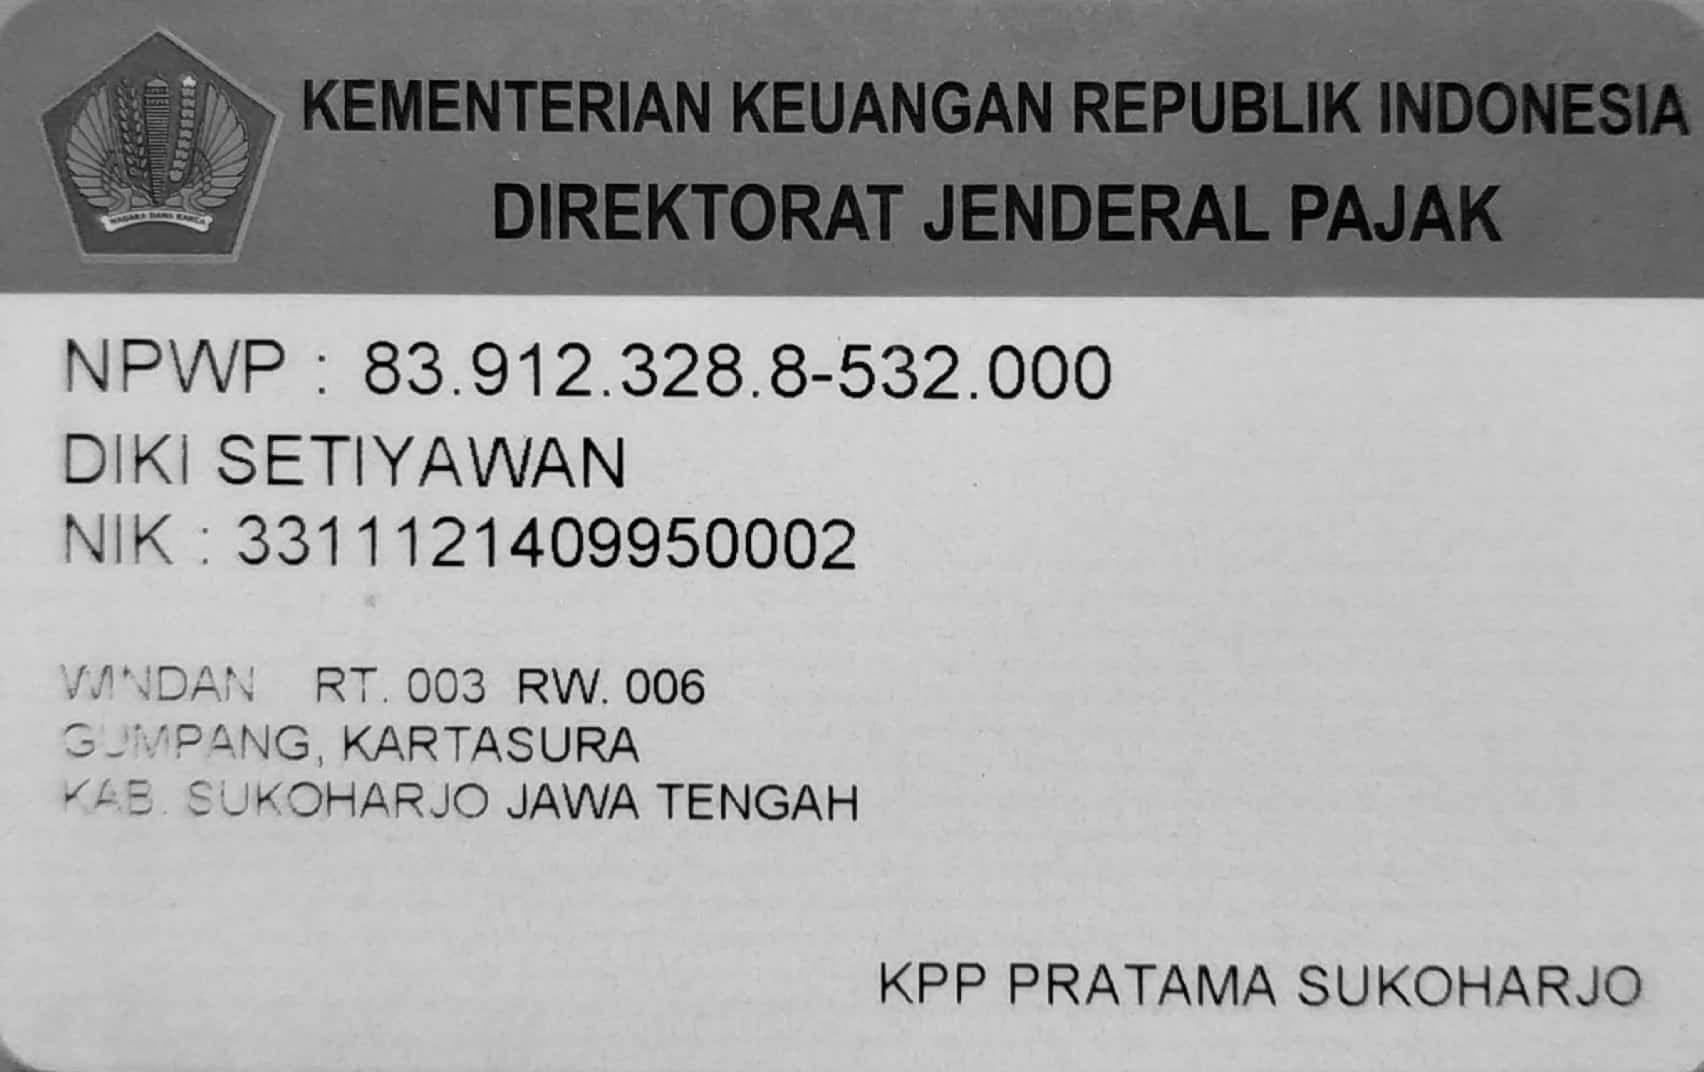 KEMENTERIAN KEUANGAN REPUBLIK INDONESIA
DIREKTORAT JENDERAL PAJAK
NAGARA DANA RAKCA
NPWP : 83.912.328.8-532.000
DIKI SETIYAWAN
NIK : 3311121409950002
WINDAN RT. 003 RW. 006
GUMPANG, KARTASURA
KAB. SUKOHARJO JAWA TENGAH
KPP PRATAMA SUKOHARJO